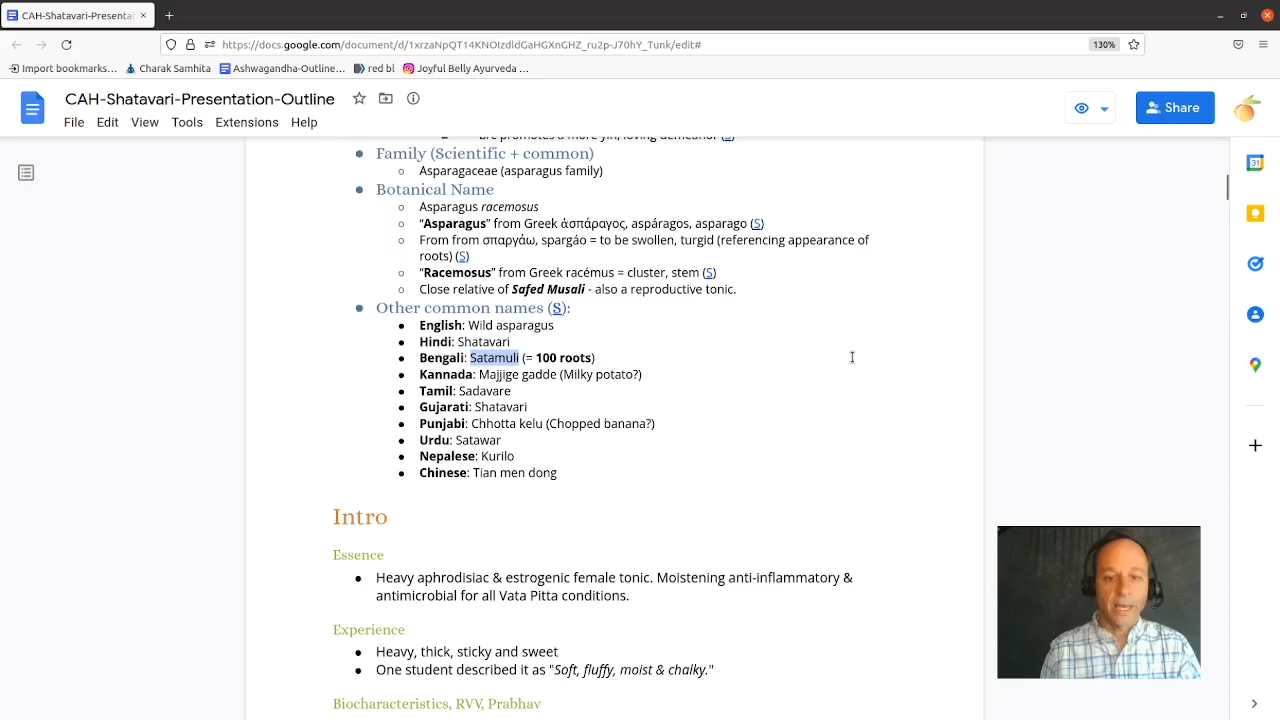 CAH-Shatavari-Presentat
https://docs.google.com/document/d/1xrzaNpQT14KNOIzdldGaHGXnGHZ_ru2p-J70hY_Tunk/edit#
130%
Import bookmarks...
Charak Samhita
Ashwagandha-Outline...
red bl
Joyful Belly Ayurveda ...
CAH-Shatavari-Presentation-Outline
File Edit View Tools Extensions Help
Share
31
promotes a more yin, loving demeanor (S)
Family (Scientific + common)
Asparagaceae (asparagus family)
Botanical Name
Asparagus racemosus
“Asparagus” from Greek ἀσπάραγος, aspáragos, asparago (S)
From from σπαργάω, spargáo = to be swollen, turgid (referencing appearance of
roots) (S)
“Racemosus” from Greek racémus = cluster, stem (S)
Close relative of Safed Musali - also a reproductive tonic.
Other common names (S):
English: Wild asparagus
Hindi: Shatavari
Bengali: Satamuli (= 100 roots)
Kannada: Majjige gadde (Milky potato?)
Tamil: Sadavare
Gujarati: Shatavari
Punjabi: Chhotta kelu (Chopped banana?)
Urdu: Satawar
Nepalese: Kurilo
Chinese: Tian men dong
Intro
Essence
Heavy aphrodisiac & estrogenic female tonic. Moistening anti-inflammatory &
antimicrobial for all Vata Pitta conditions.
Experience
Heavy, thick, sticky and sweet
One student described it as "Soft, fluffy, moist & chalky."
Biocharacteristics, RVV, Prabhav